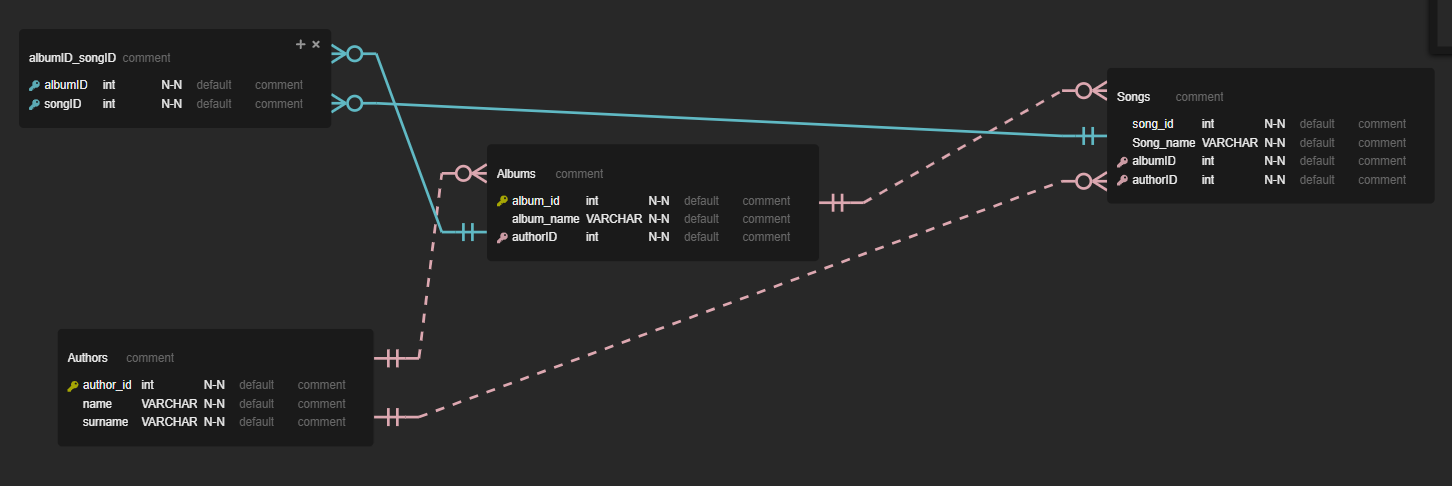 + ×
albumID_songID comment
albumID int N-N default comment
songID int N-N default comment
Songs comment
song_id int N-N default comment
Song_name VARCHAR N-N default comment
albumID int N-N default comment
authorID int N-N default comment
Albums comment
album_id int N-N default comment
album_name VARCHAR N-N default comment
authorID int N-N default comment
Authors comment
author_id int N-N default comment
name VARCHAR N-N default comment
surname VARCHAR N-N default comment